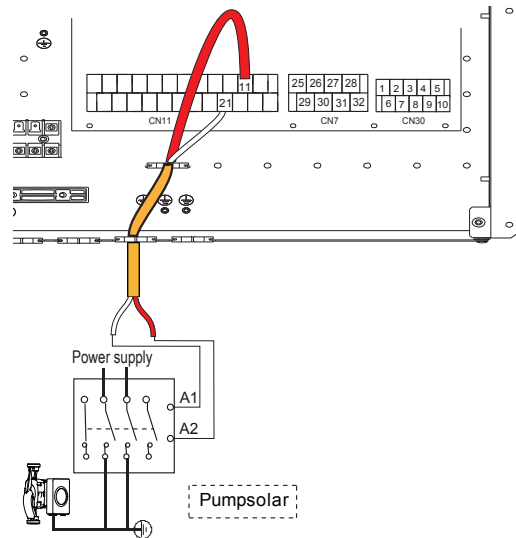 11
25 26 27 28
1 2 3 4 5
21
29 30 31 32
6 7 8 9 10
CN11
CN7
CN30
Power supply
A1
A2
Pumpsolar